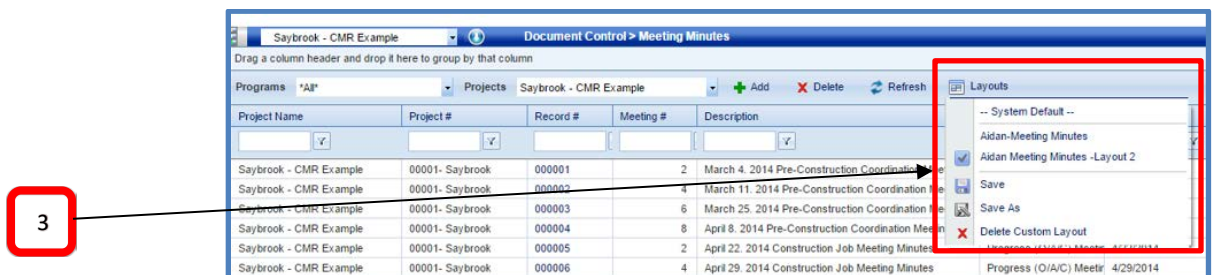 Saybrook - CMR Example Document Control > Meeting Minutes
Drag a column header and drop it here to group by that column
Programs *All* Projects Saybrook - CMR Example Add Delete Refresh Layouts
-- System Default --
Project Name Project # Record # Meeting # Description
Aidan-Meeting Minutes
Aidan Meeting Minutes -Layout 2
Saybrook - CMR Example 00001- Saybrook 000001 2 March 4. 2014 Pre-Construction Coordination
Save
Saybrook - CMR Example 00001- Saybrook 000002 4 March 11. 2014 Pre-Construction Coordination
Saybrook - CMR Example 00001- Saybrook 000003 6 March 25. 2014 Pre-Construction Coordination
Save As
3
Saybrook - CMR Example 00001- Saybrook 000004 8 April 8. 2014 Pre-Construction Coordination Meetin
Delete Custom Layout
Saybrook - CMR Example 00001- Saybrook 000005 2 April 22. 2014 Construction Job Meeting Minutes
Saybrook - CMR Example 00001- Saybrook 000006 4 April 29. 2014 Construction Job Meeting Minutes Progress (O/A/C) Meetir 4/29/2014